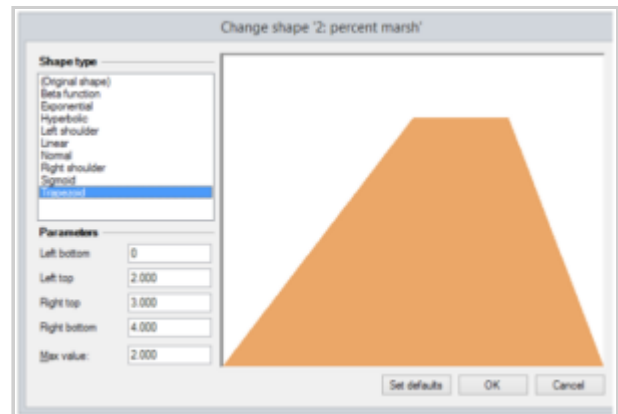 Change shape '2: percent marsh'
Shape type
(Original shape)
Beta function
Exponential
Hyperbolic
Left shoulder
Linear
Normal
Right shoulder
Sigmoid
Trapezoid
Parameters
Left bottom 0
Left top 2.000
Right top 3.000
Right bottom 4.000
Max value: 2.000
Set defaults OK Cancel